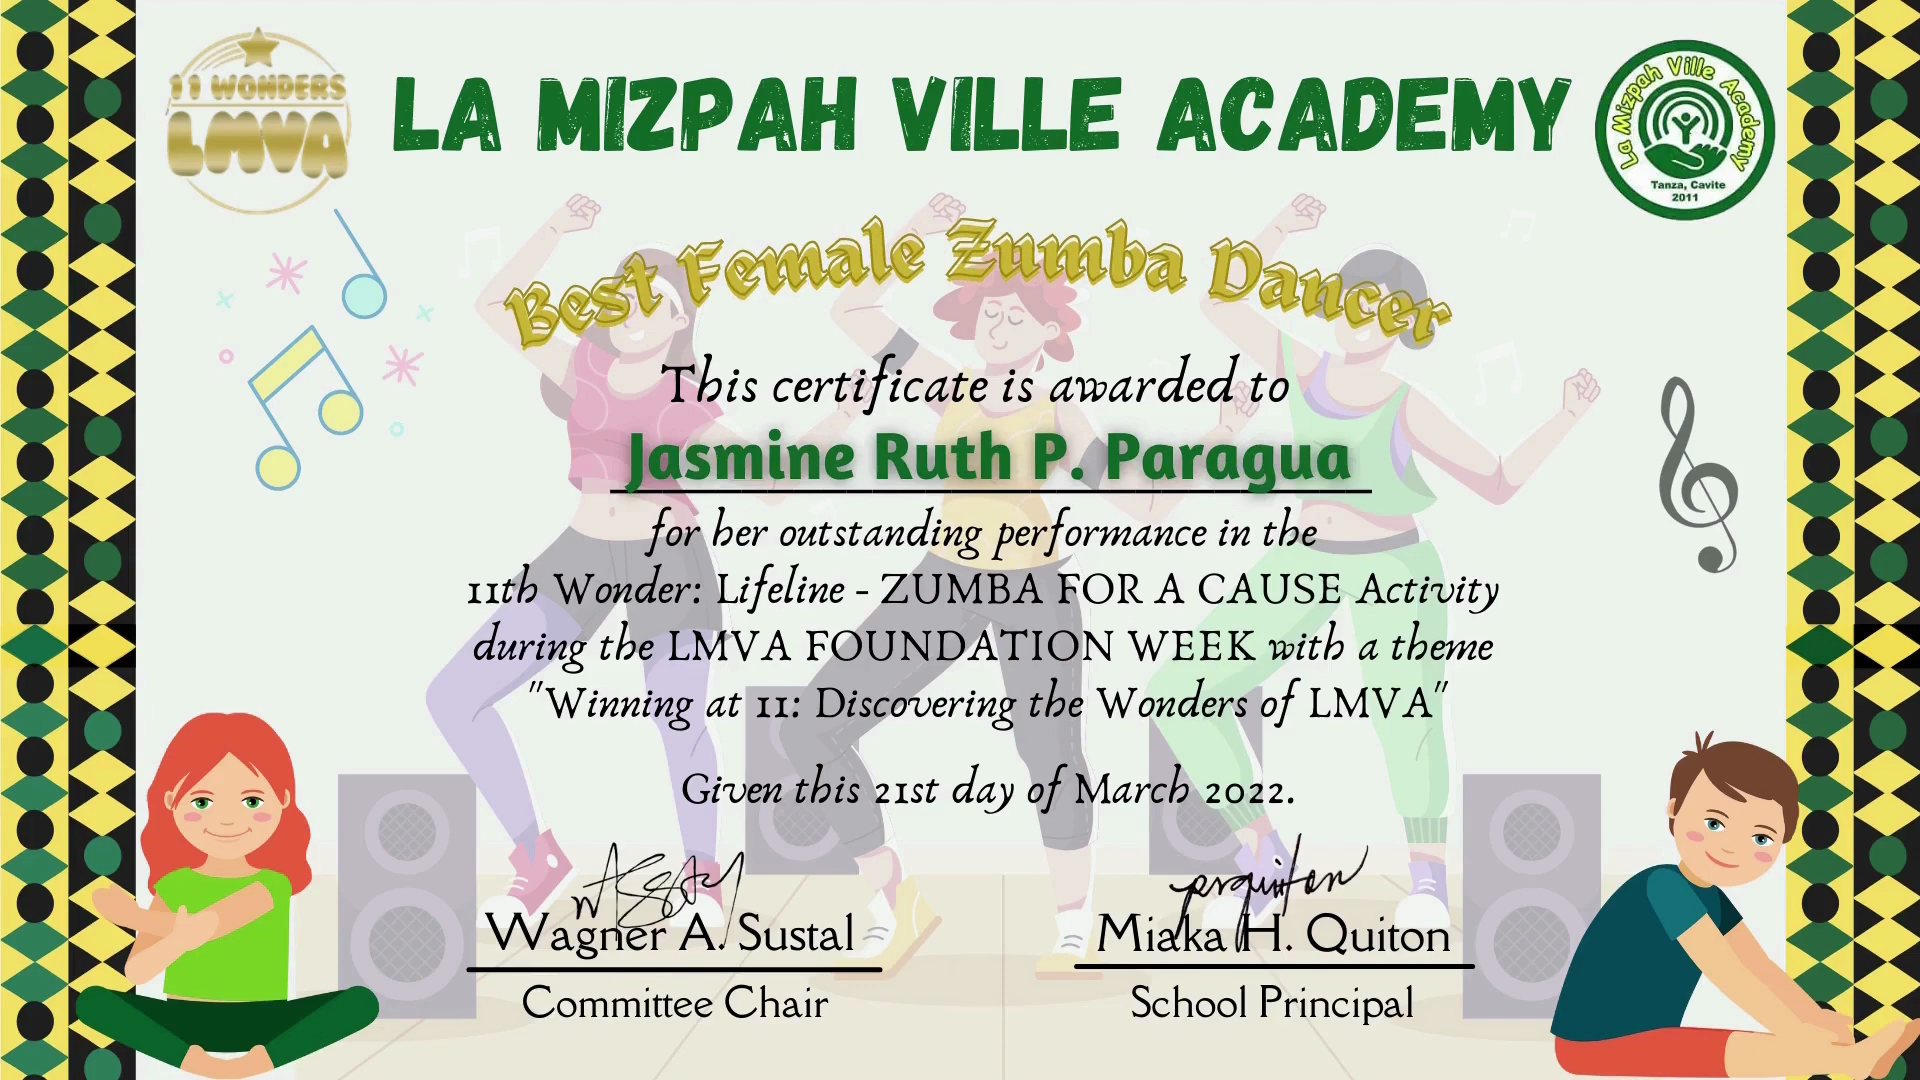 11 WONDERS
LMVA
LA MIZPAH VILLE ACADEMY
La Mizpah Ville Academy
Tanza, Cavite
2011
Best Female Zumba Dancer
This certificate is awarded to
Jasmine Ruth P. Paragua
for her outstanding performance in the
11th Wonder: Lifeline - ZUMBA FOR A CAUSE Activity
during the LMVA FOUNDATION WEEK with a theme
"Winning at 11: Discovering the Wonders of LMVA"
Given this 21st day of March 2022.
Wagner A. Sustal
Committee Chair
Miaka H. Quiton
School Principal